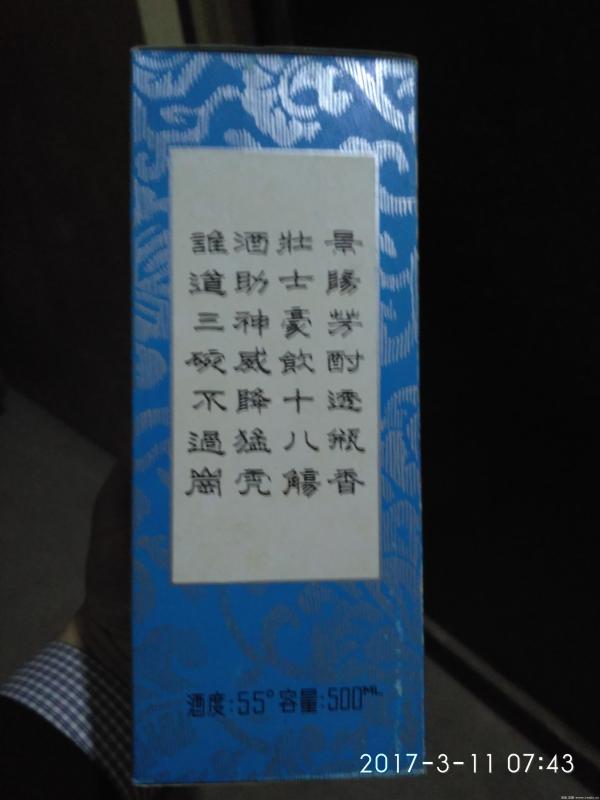 景陽芳酎透瓶香
壯士豪飲十八觴
酒助神威降猛虎
誰道三碗不過崗
酒度:55°容量:500ML
2017-3-11 07:43